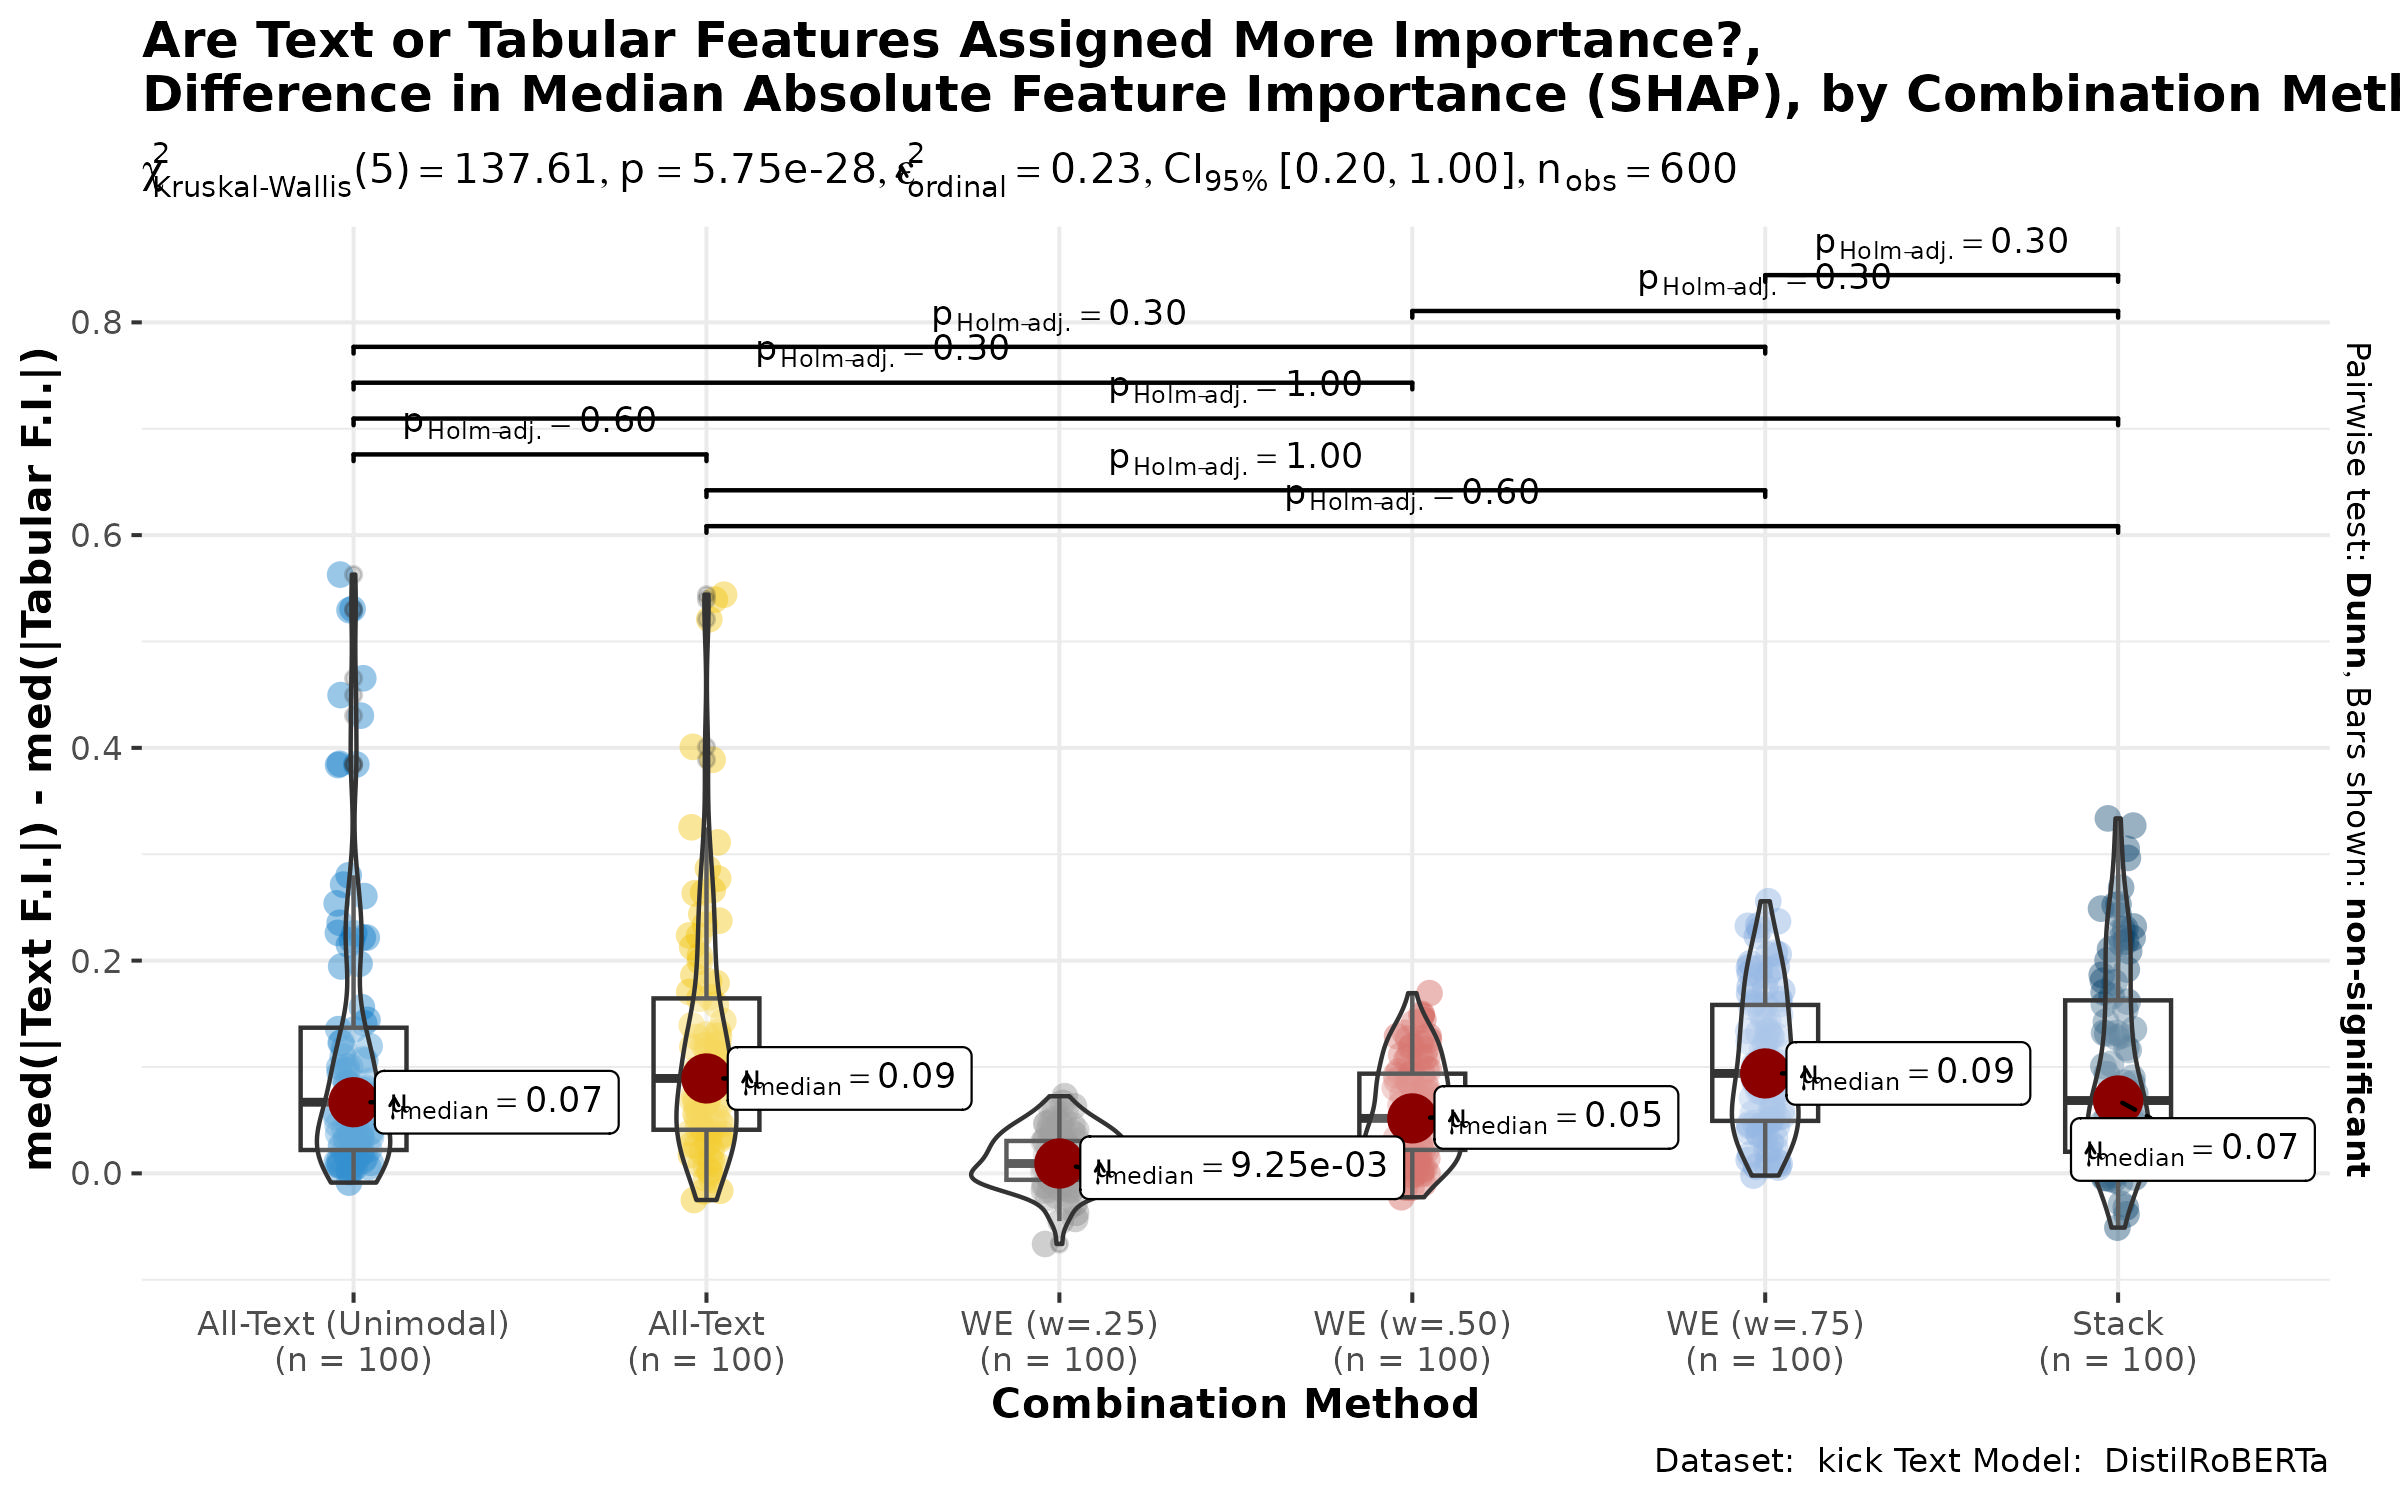 Are Text or Tabular Features Assigned More Importance?,
Difference in Median Absolute Feature Importance (SHAP), by Combination Meth
χ²Kruskal-Wallis(5) = 137.61, p = 5.75e-28, ε²ordinal = 0.23, CI95% [0.20, 1.00], nobs = 600
pHolm-adj. = 0.30
pHolm-adj. = 0.30
pHolm-adj. = 0.30
pHolm-adj. = 0.30
pHolm-adj. = 1.00
pHolm-adj. = 0.60
pHolm-adj. = 1.00
pHolm-adj. = 0.60
0.8
0.6
0.4
0.2
0.0
med(|Text F.I.|) - med(|Tabular F.I.|)
μ̂median = 0.07
μ̂median = 0.09
μ̂median = 9.25e-03
μ̂median = 0.05
μ̂median = 0.09
μ̂median = 0.07
Pairwise test: Dunn, Bars shown: non-significant
All-Text (Unimodal)
(n = 100)
All-Text
(n = 100)
WE (w=.25)
(n = 100)
WE (w=.50)
(n = 100)
WE (w=.75)
(n = 100)
Stack
(n = 100)
Combination Method
Dataset:  kick Text Model:  DistilRoBERTa